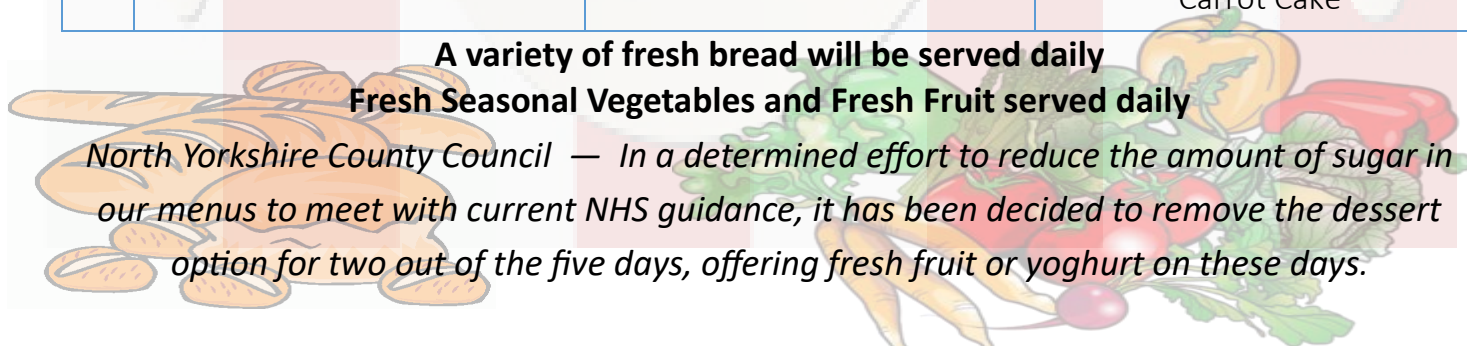 Carrot Cake
A variety of fresh bread will be served daily
Fresh Seasonal Vegetables and Fresh Fruit served daily
North Yorkshire County Council — In a determined effort to reduce the amount of sugar in
our menus to meet with current NHS guidance, it has been decided to remove the dessert
option for two out of the five days, offering fresh fruit or yoghurt on these days.